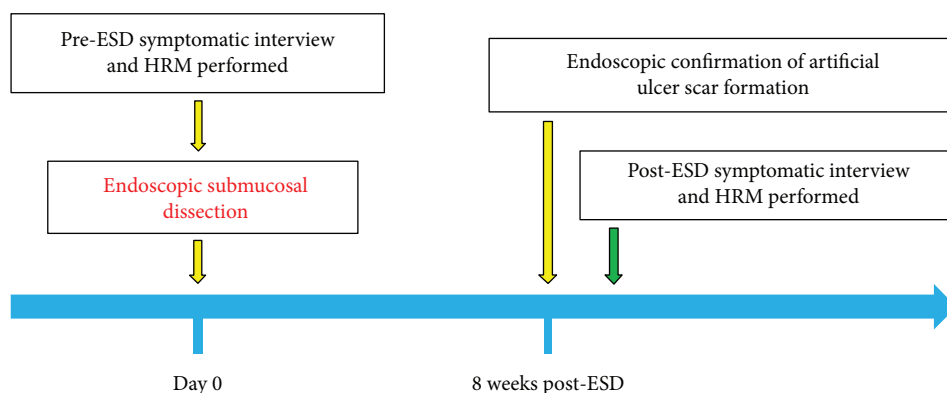 Pre-ESD symptomatic interview
and HRM performed
Endoscopic submucosal
dissection
Endoscopic confirmation of artificial
ulcer scar formation
Post-ESD symptomatic interview
and HRM performed
Day 0
8 weeks post-ESD